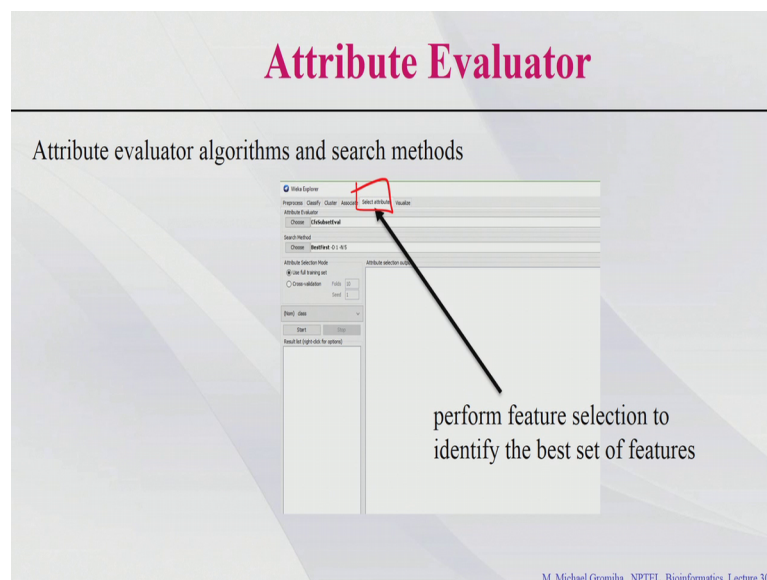 Attribute Evaluator
Attribute evaluator algorithms and search methods
Weka Explorer
Preprocess Classify Cluster Associate Select attributes Visualize
Attribute Evaluator
Choose CfsSubsetEval
Search Method
Choose BestFirst -D 1 -N 5
Attribute Selection Mode
Attribute selection output
Use full training set
Cross-validation Folds 10
Seed 1
(Nom) class
Start Stop
Result list (right-click for options)
perform feature selection to
identify the best set of features
M. Michael Gromiha, NPTEL, Bioinformatics, Lecture 30